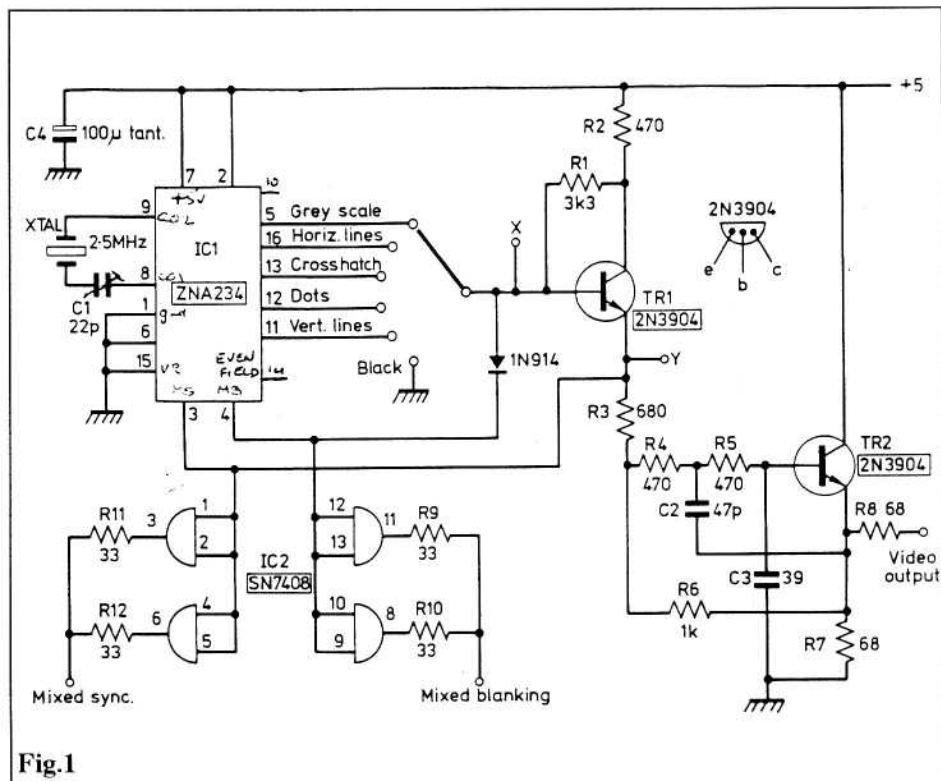 +5
C4 100µ tant.
R2 470
R1
3k3
7 2
+5V
10
9
XTAL
2·5MHz
IC1
5 Grey scale
16 Horiz. lines
13 Crosshatch
12 Dots
11 Vert. lines
X
2N3904
e b c
8
C1
22p
ZNA234
TR1
2N3904
1 gnd
6
15
EVEN
FIELD
14
Black
1N914
Y
3 4
R3 680
R4
470
R5
470
TR2
2N3904
C2 47p
R8 68
Video
output
R11
33
3 1
2
12
13
11 R9
33
IC2
SN7408
C3 39
R6
1k
R12
33
6 4
5
10
9
8 R10
33
R7 68
Mixed sync.
Mixed blanking
Fig.1